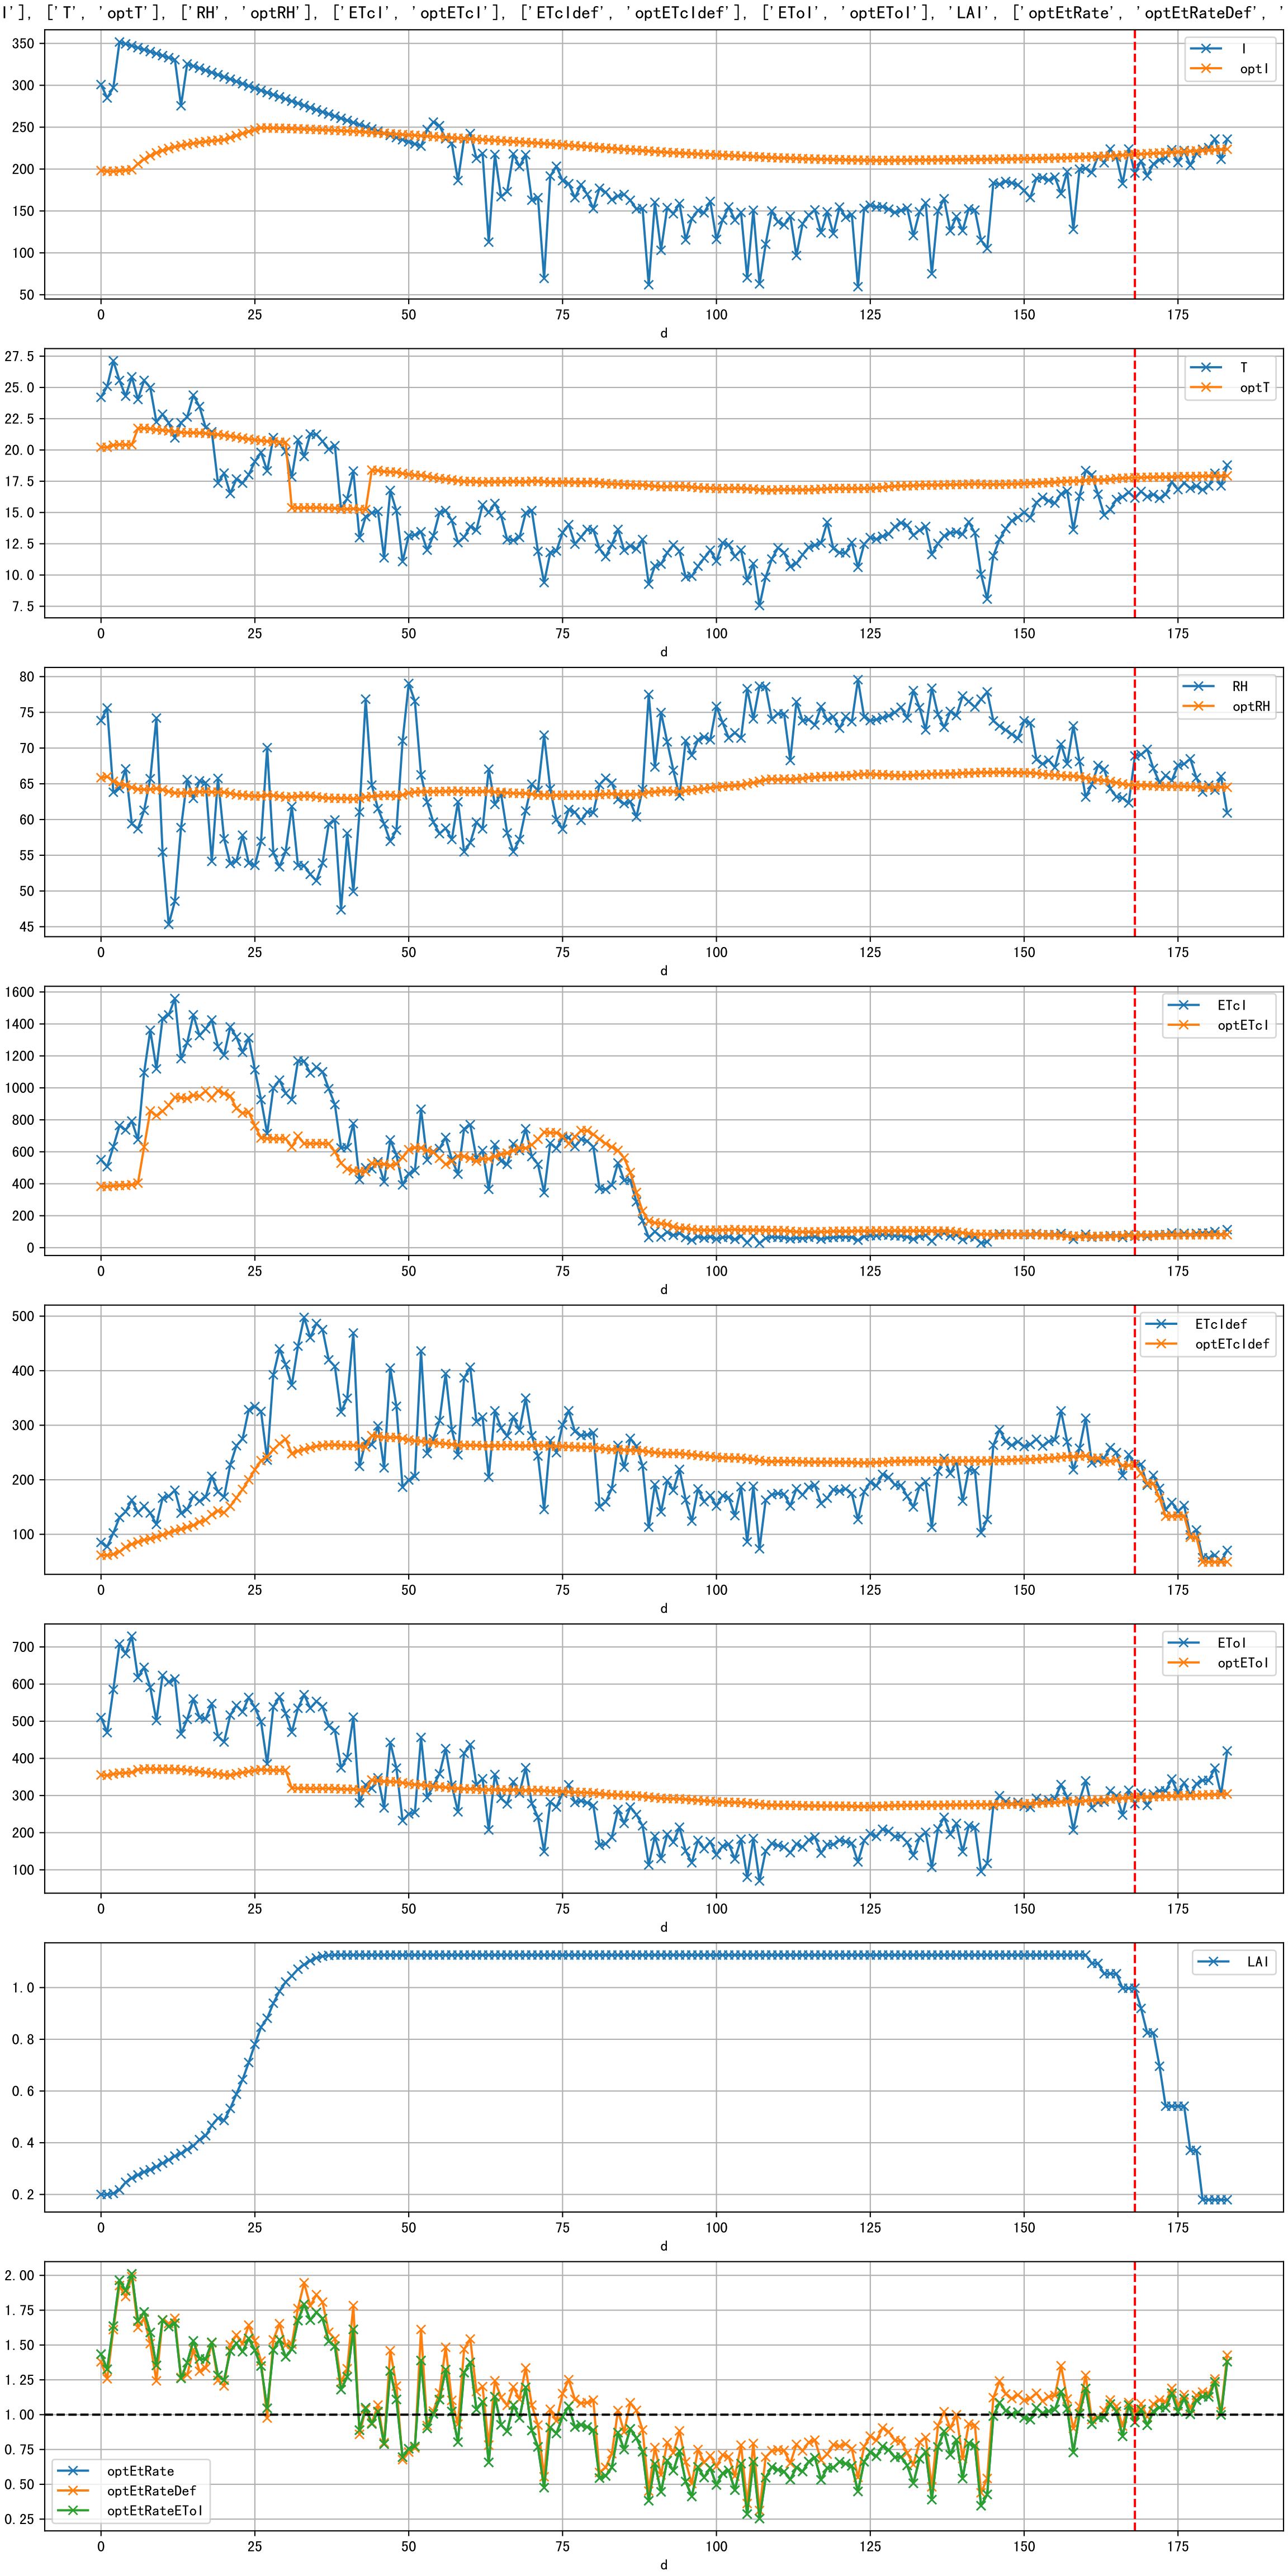 I'], ['T', 'optT'], ['RH', 'optRH'], ['ETcI', 'optETcI'], ['ETcIdef', 'optETcIdef'], ['EToI', 'optEToI'], 'LAI', ['optEtRate', 'optEtRateDef', '
350
300
250
200
150
100
50
I
optI
0 25 50 75 100 125 150 175
d
27.5
25.0
22.5
20.0
17.5
15.0
12.5
10.0
7.5
T
optT
0 25 50 75 100 125 150 175
d
80
75
70
65
60
55
50
45
RH
optRH
0 25 50 75 100 125 150 175
d
1600
1400
1200
1000
800
600
400
200
0
ETcI
optETcI
0 25 50 75 100 125 150 175
d
500
400
300
200
100
ETcIdef
optETcIdef
0 25 50 75 100 125 150 175
d
700
600
500
400
300
200
100
EToI
optEToI
0 25 50 75 100 125 150 175
d
1.0
0.8
0.6
0.4
0.2
LAI
0 25 50 75 100 125 150 175
d
2.00
1.75
1.50
1.25
1.00
0.75
0.50
0.25
optEtRate
optEtRateDef
optEtRateEToI
0 25 50 75 100 125 150 175
d